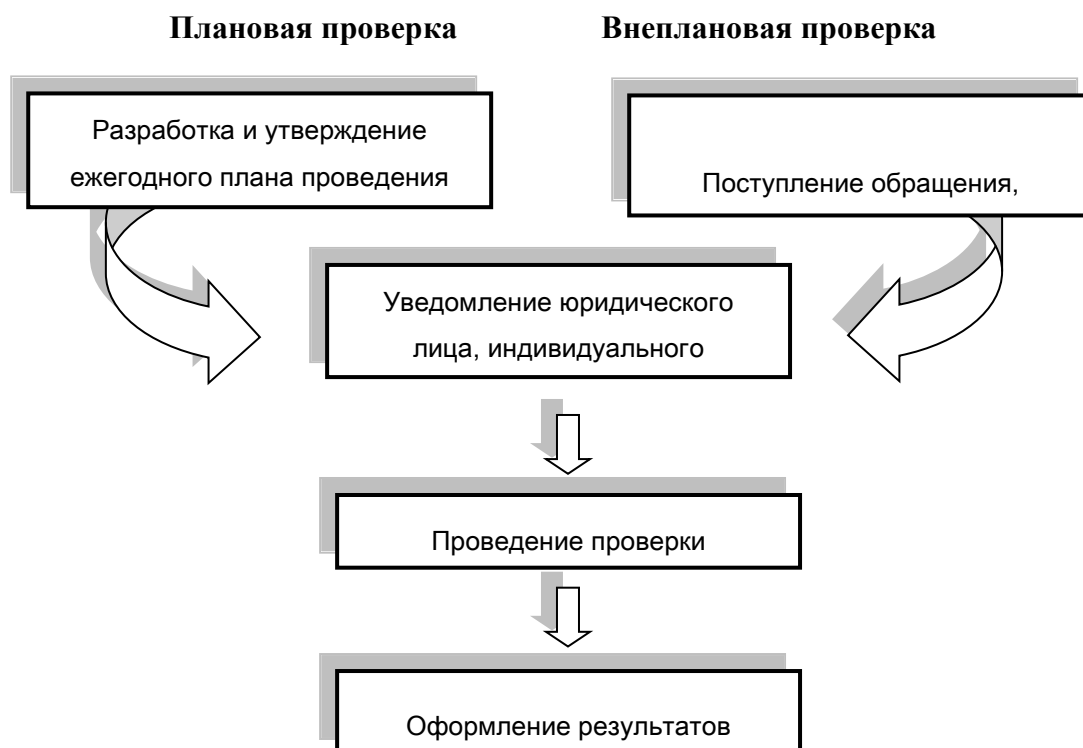 Плановая проверка
Внеплановая проверка
Разработка и утверждение
ежегодного плана проведения
Поступление обращения,
Уведомление юридического
лица, индивидуального
Проведение проверки
Оформление результатов